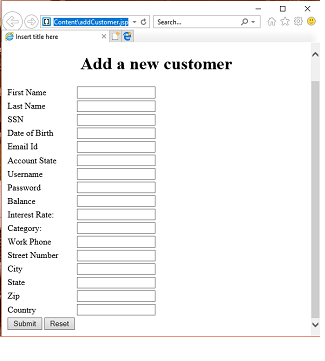 Content\addCustomer.jsp
Search...
Insert title here
Add a new customer
First Name
Last Name
SSN
Date of Birth
Email Id
Account State
Username
Password
Balance
Interest Rate:
Category:
Work Phone
Street Number
City
State
Zip
Country
Submit Reset